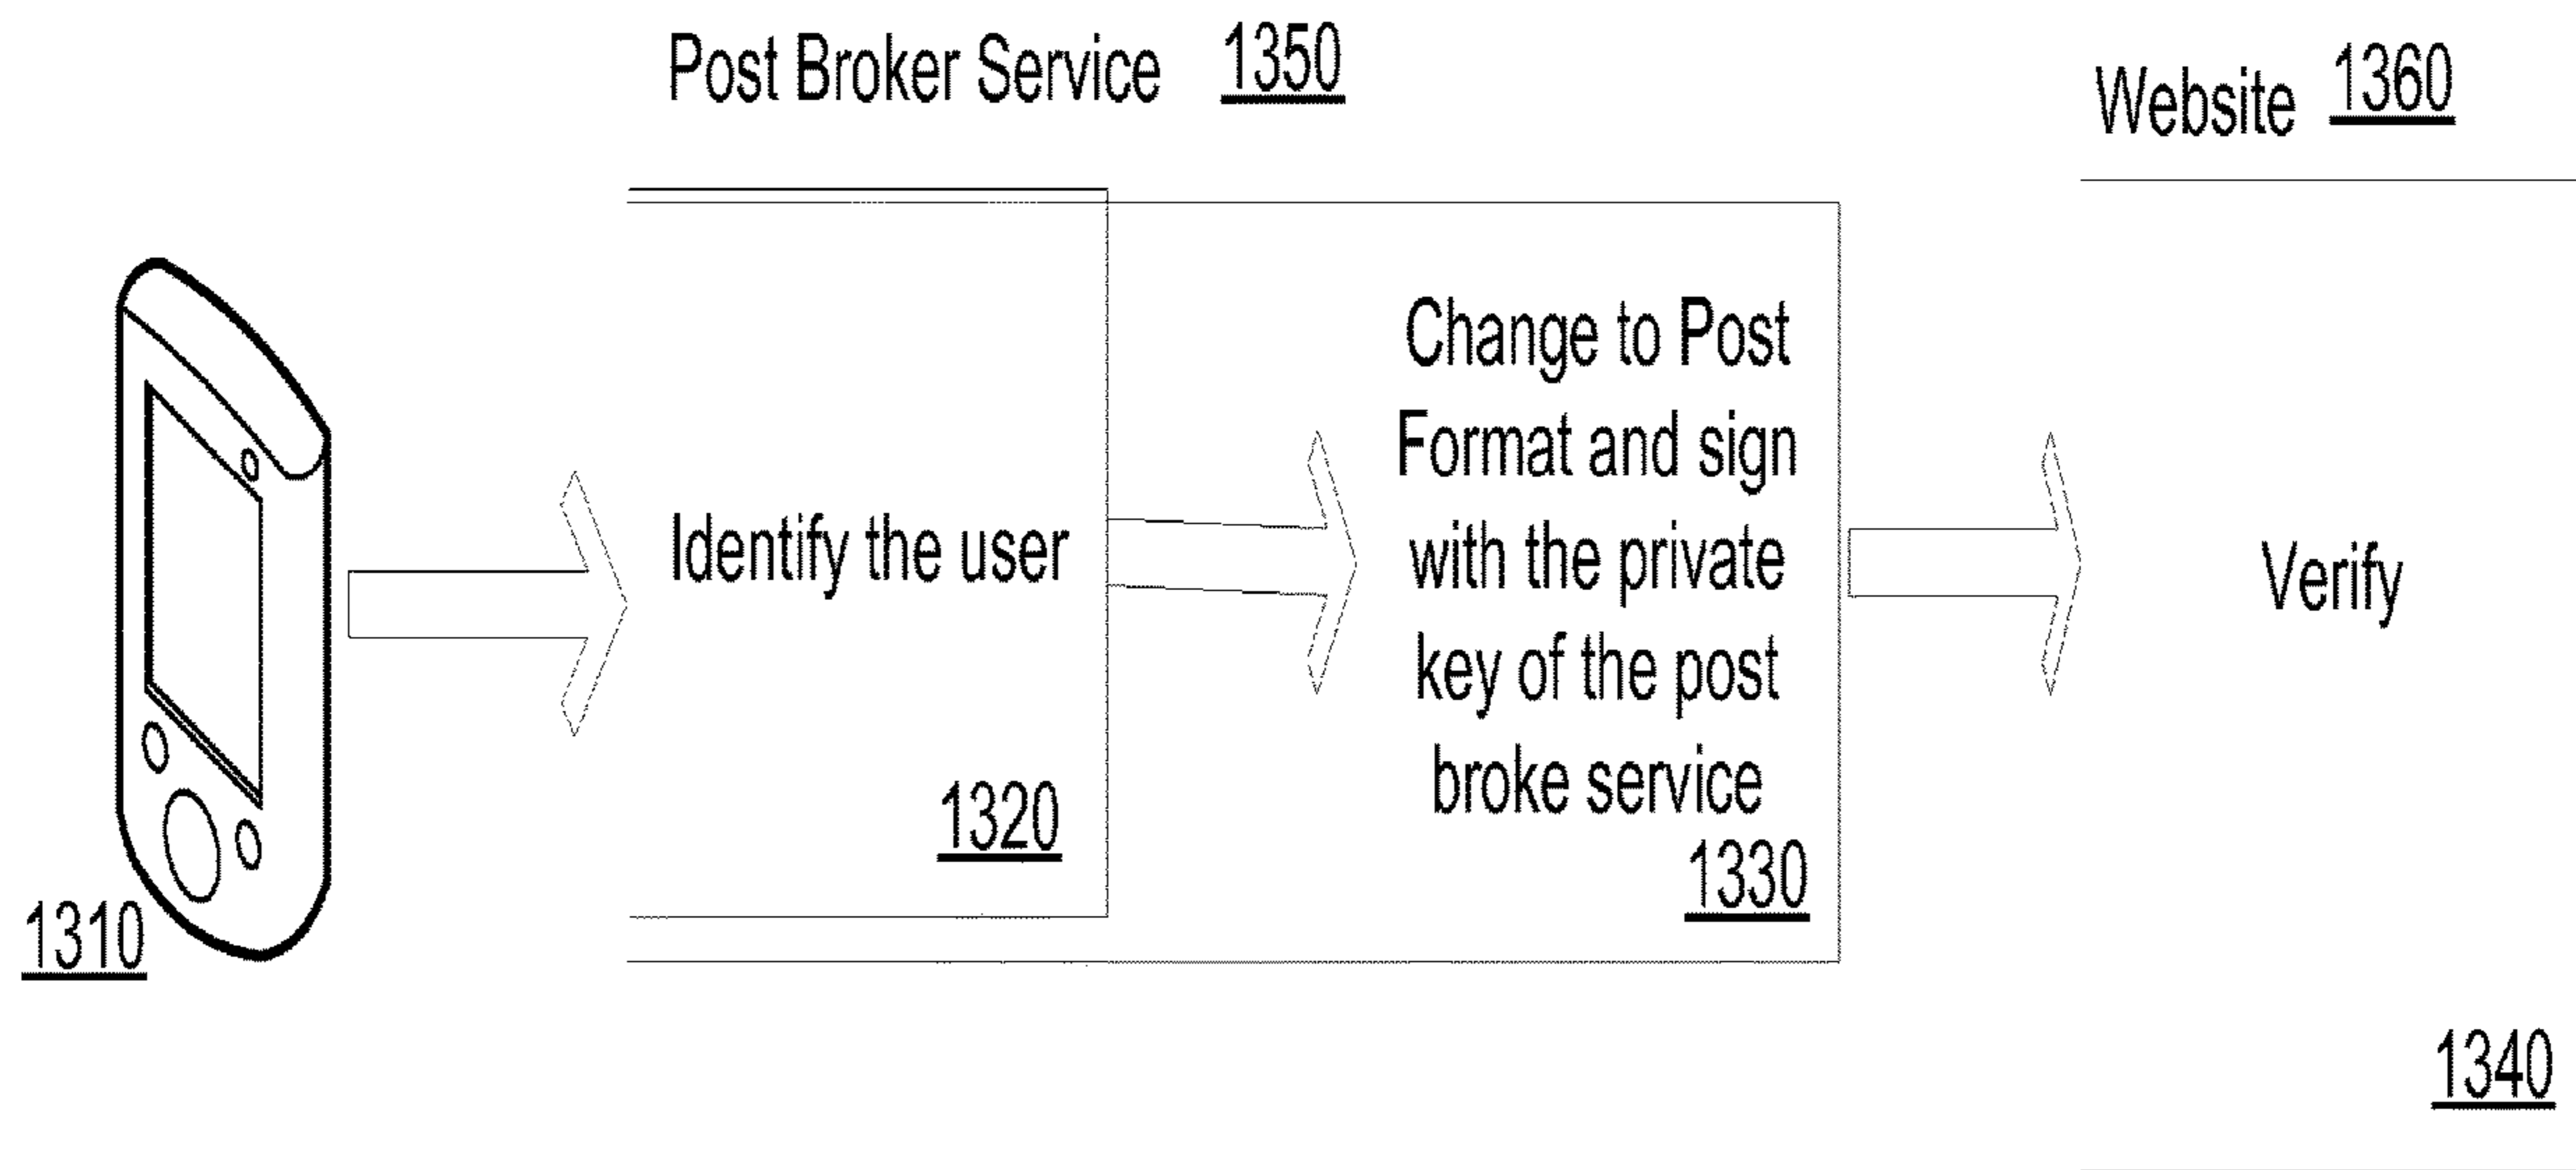 Post Broker Service 1350
Website 1360
Identify the user
1320
Change to Post
Format and sign
with the private
key of the post
broke service
1330
Verify
1310
1340